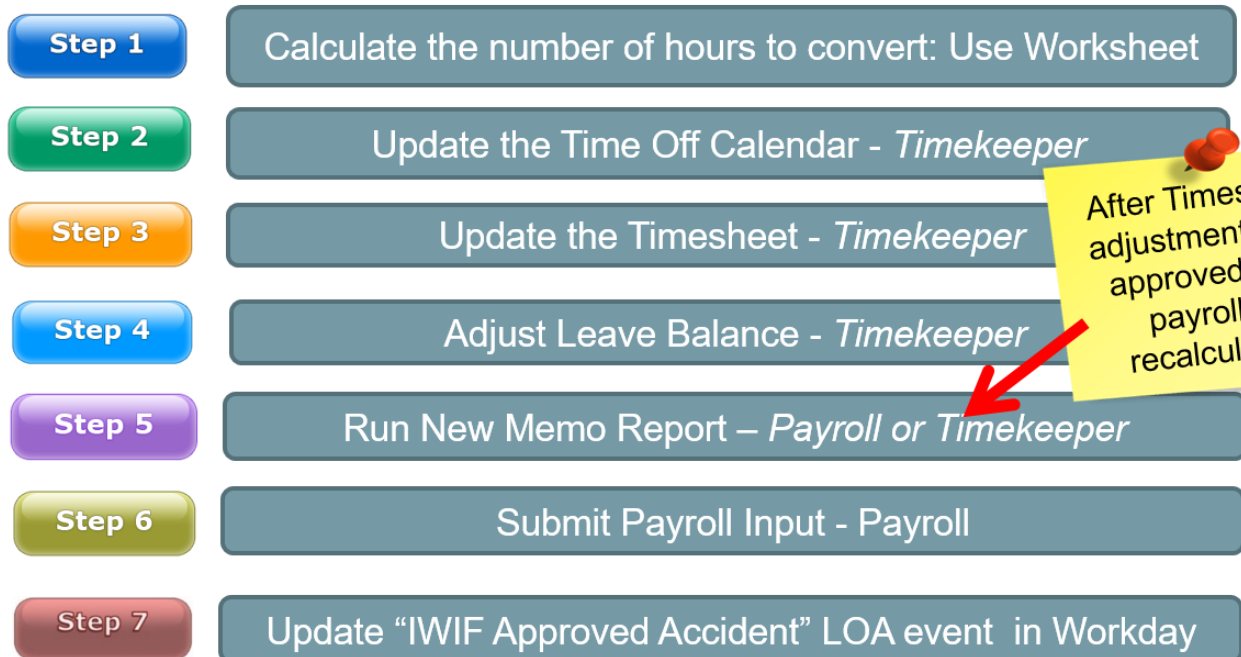 Step 1
Calculate the number of hours to convert: Use Worksheet
Step 2
Update the Time Off Calendar - Timekeeper
Step 3
Update the Timesheet - Timekeeper
After
Step 4
Adjust Leave Balance - Timekeeper
approved
payroll
Step 5
Run New Memo Report – Payroll or Timekeeper
Step 6
Submit Payroll Input - Payroll
Step 7
Update “IWIF Approved Accident” LOA event in Workday